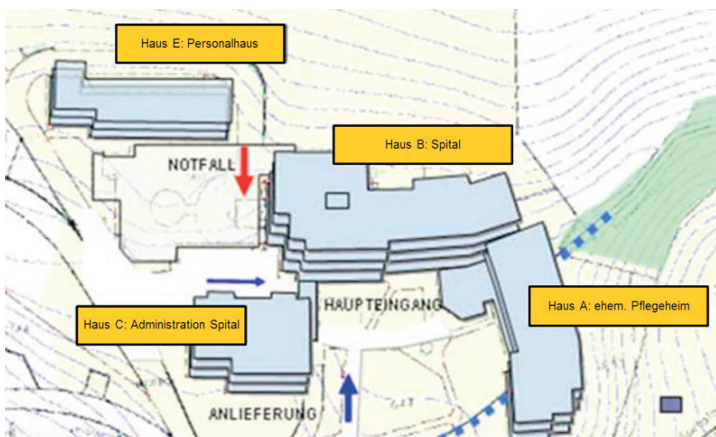 Haus E: Personalhaus
Haus B: Spital
NOTFALL
HAUPTEINGANG
Haus A: ehem. Pflegeheim
Haus C: Administration Spital
ANLIEFERUNG